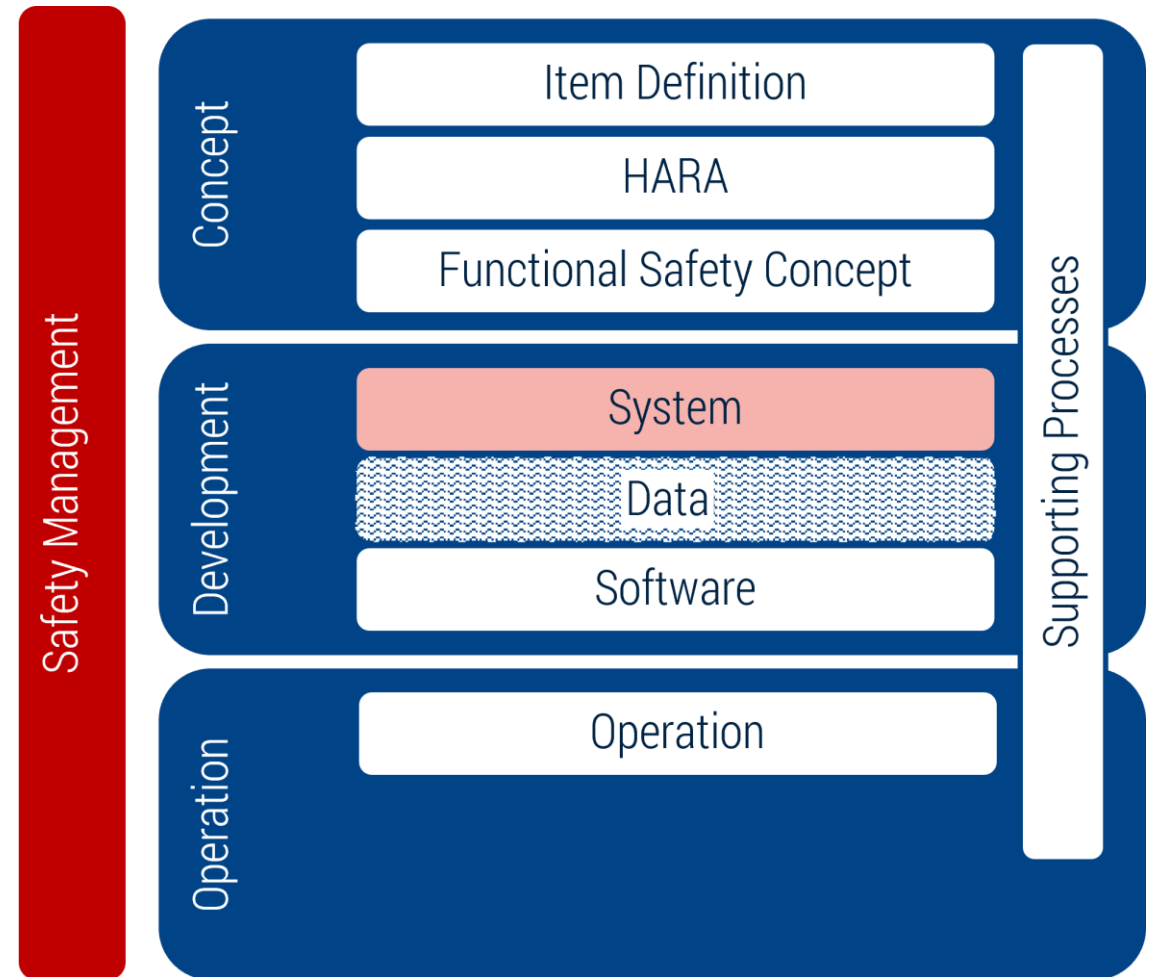 Safety Management
Concept
Item Definition
HARA
Functional Safety Concept
Development
System
Data
Software
Operation
Operation
Supporting Processes